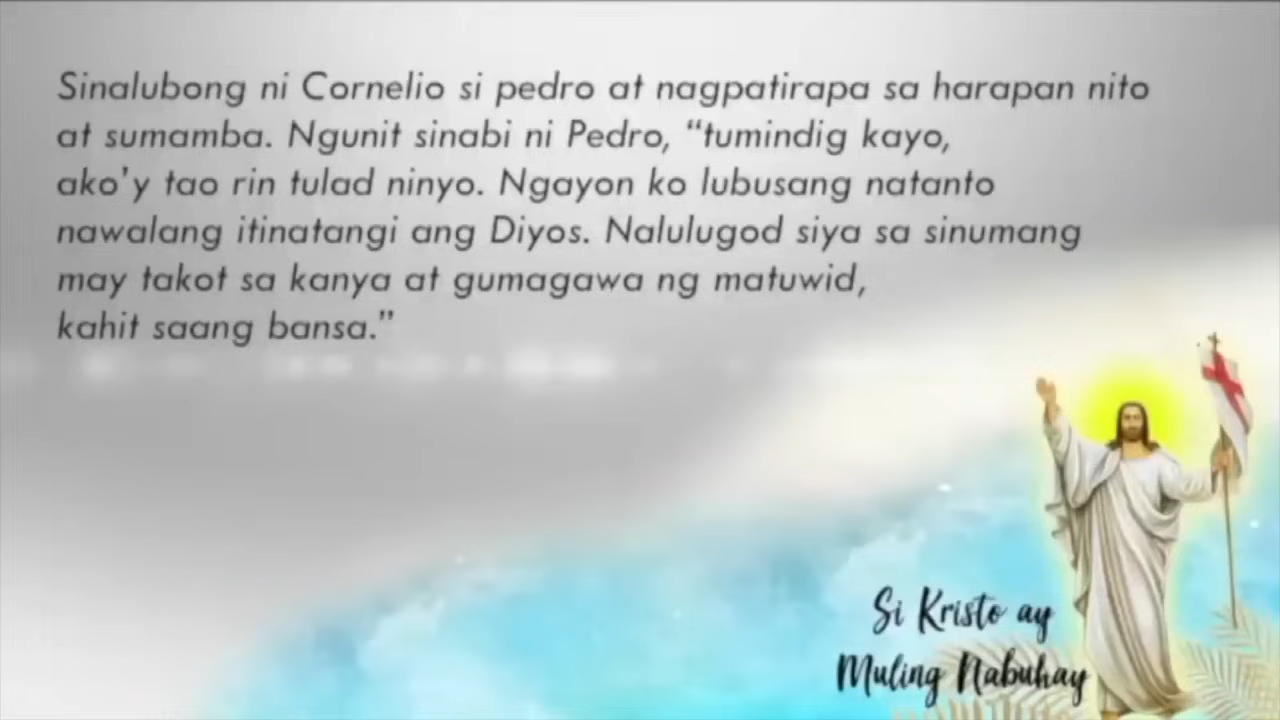 Sinalubong ni Cornelio si pedro at nagpatirapa sa harapan nito
at sumamba. Ngunit sinabi ni Pedro, “tumindig kayo,
ako'y tao rin tulad ninyo. Ngayon ko lubusang natanto
nawalang itinatangi ang Diyos. Nalulugod siya sa sinumang
may takot sa kanya at gumagawa ng matuwid,
kahit saang bansa.”
Si Kristo ay
Muling Nabuhay